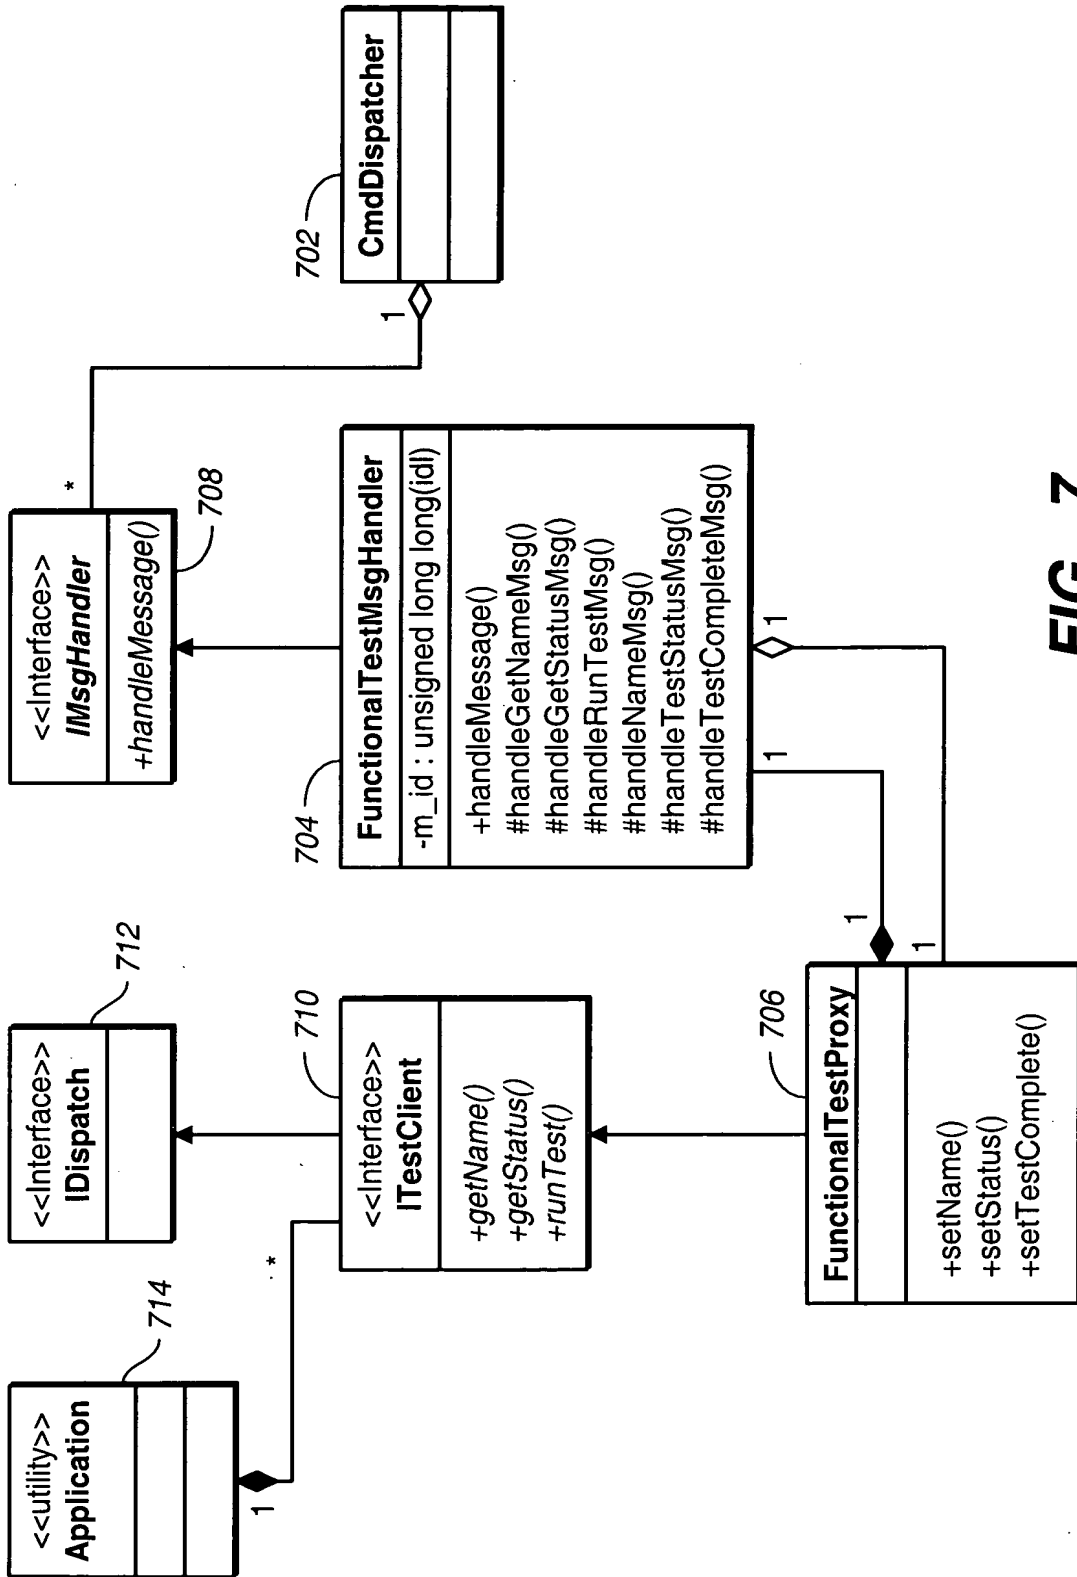 <<utility>>
Application
714
1
*
<<Interface>>
IDispatch
712
<<Interface>>
ITestClient
+getName()
+getStatus()
+runTest()
710
FunctionalTestProxy
+setName()
+setStatus()
+setTestComplete()
706
1
1
1
1
<<Interface>>
IMsgHandler
+handleMessage()
708
*
FunctionalTestMsgHandler
-m_id : unsigned long long(idl)
+handleMessage()
#handleGetNameMsg()
#handleGetStatusMsg()
#handleRunTestMsg()
#handleNameMsg()
#handleTestStatusMsg()
#handleTestCompleteMsg()
704
1
702
CmdDispatcher
FIG._7